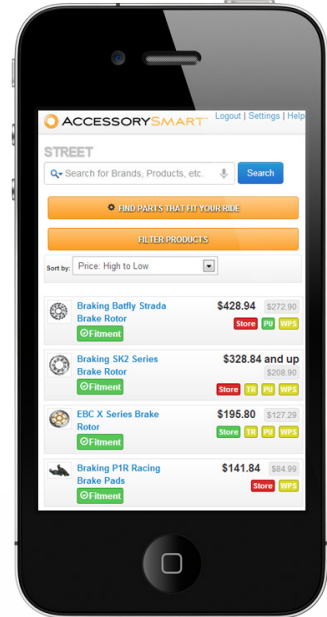 ACCESSORYSMART
Logout | Settings | Help
STREET
Search for Brands, Products, etc.
Search
FIND PARTS THAT FIT YOUR RIDE
FILTER PRODUCTS
Sort by: Price: High to Low
Braking Batfly Strada
Brake Rotor
Fitment
$428.94 $272.90
Store PU WPS
Braking SK2 Series
Brake Rotor
Fitment
$328.84 and up
$208.90
Store TR PU WPS
EBC X Series Brake
Rotor
Fitment
$195.80 $127.29
Store TR PU WPS
Braking P1R Racing
Brake Pads
Fitment
$141.84 $84.99
Store WPS